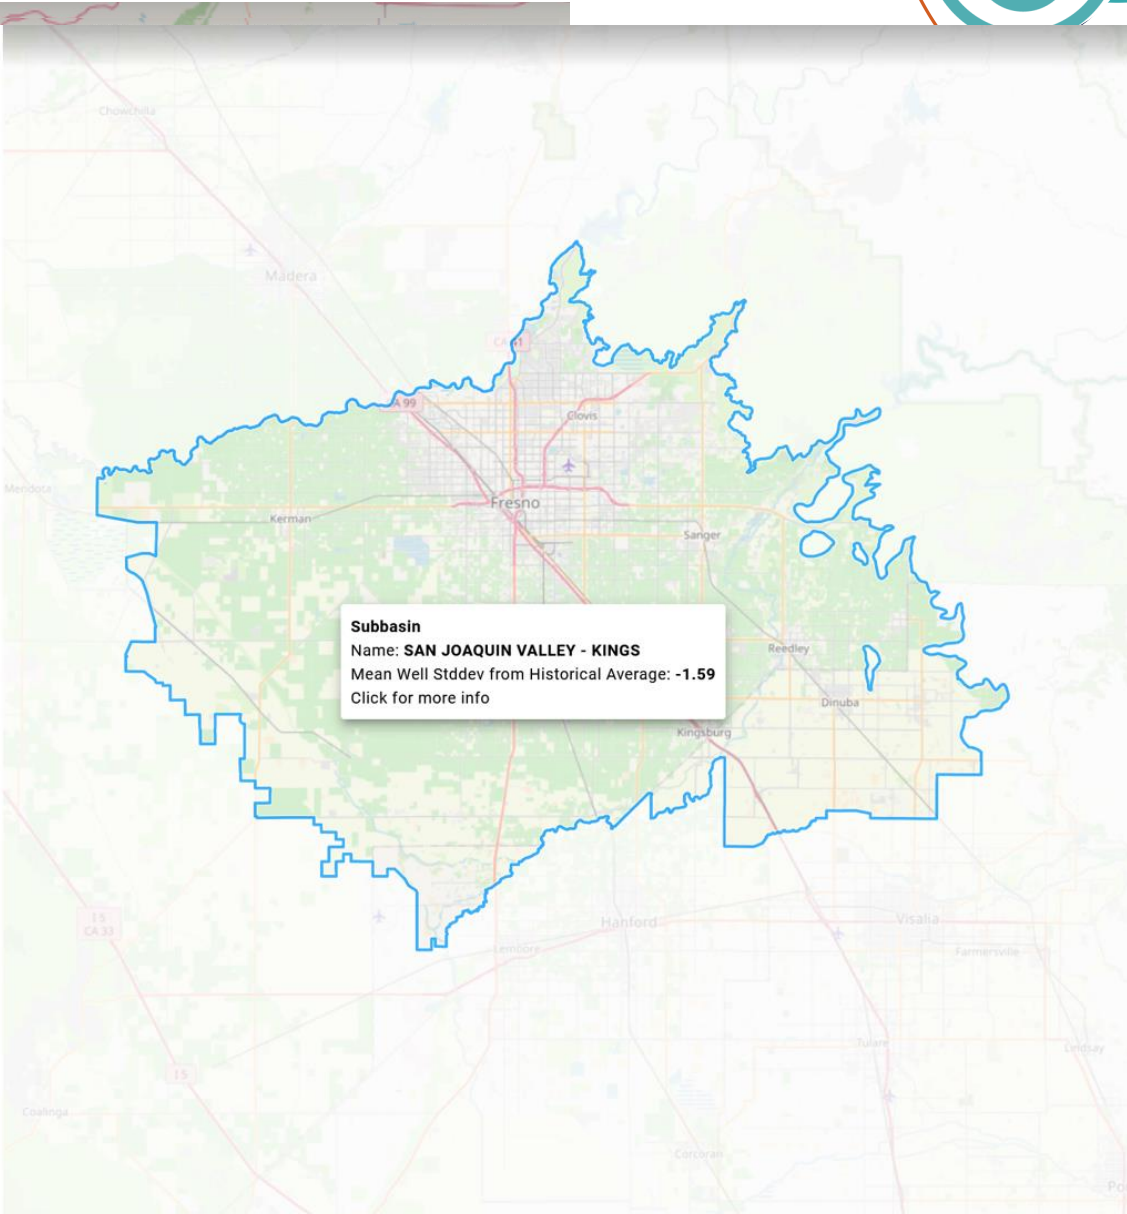 Chowchilla
Madera
CA 41
A 99
Clovis
Mendota
Fresno
Kerman
Sanger
Subbasin
Name: SAN JOAQUIN VALLEY - KINGS
Mean Well Stddev from Historical Average: -1.59
Click for more info
Reedley
Dinuba
Kingsburg
I 5
CA 33
Hanford
Visalia
Lemoore
Farmersville
Tulare
Lindsay
I 5
Coalinga
Corcoran
Po